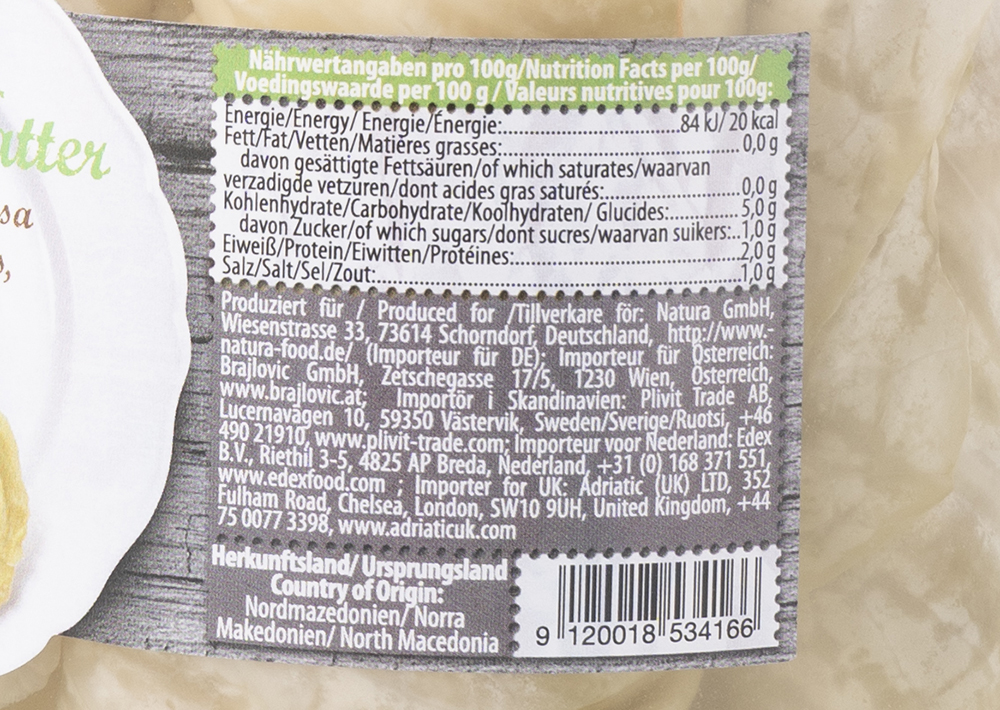 atter
sa
Nährwertangaben pro 100g/Nutrition Facts per 100g/
Voedingswaarde per 100 g / Valeurs nutritives pour 100g:
Energie/Energy/ Energie/Énergie:..........84 kJ/ 20 kcal
Fett/Fat/Vetten/Matières grasses:..........0,0 g
davon gesättigte Fettsäuren/of which saturates/waarvan
verzadigde vetzuren/dont acides gras saturés:..........0,0 g
Kohlenhydrate/Carbohydrate/Koolhydraten/ Glucides:..........5,0 g
davon Zucker/of which sugars/dont sucres/waarvan suikers:..1,0 g
Eiweiß/Protein/Eiwitten/Protéines:..........2,0 g
Salz/Salt/Sel/Zout:..........1,0 g
Produziert für / Produced for /Tillverkare för: Natura GmbH,
Wiesenstrasse 33, 73614 Schorndorf, Deutschland, http://www.-
natura-food.de/ (Importeur für DE); Importeur für Österreich:
Brajlovic GmbH, Zetschegasse 17/5, 1230 Wien, Österreich,
www.brajlovic.at; Importör i Skandinavien: Plivit Trade AB,
Lucernavägen 10, 59350 Västervik, Sweden/Sverige/Ruotsi, +46
490 21910, www.plivit-trade.com; Importeur voor Nederland: Edex
B.V., Riethil 3-5, 4825 AP Breda, Nederland, +31 (0) 168 371 551,
www.edexfood.com ; Importer for UK: Adriatic (UK) LTD, 352
Fulham Road, Chelsea, London, SW10 9UH, United Kingdom, +44
75 0077 3398, www.adriaticuk.com
Herkunftsland/ Ursprungsland
Country of Origin:
Nordmazedonien/ Norra
Makedonien/ North Macedonia
9 120018 534166